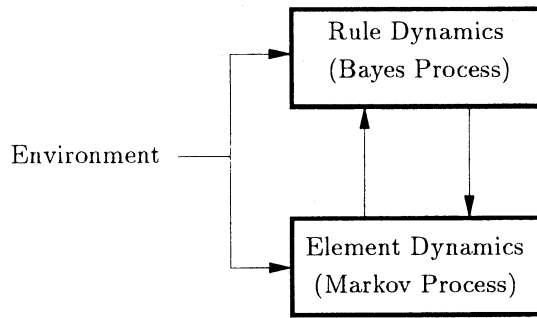 Rule Dynamics
(Bayes Process)
Environment
Element Dynamics
(Markov Process)